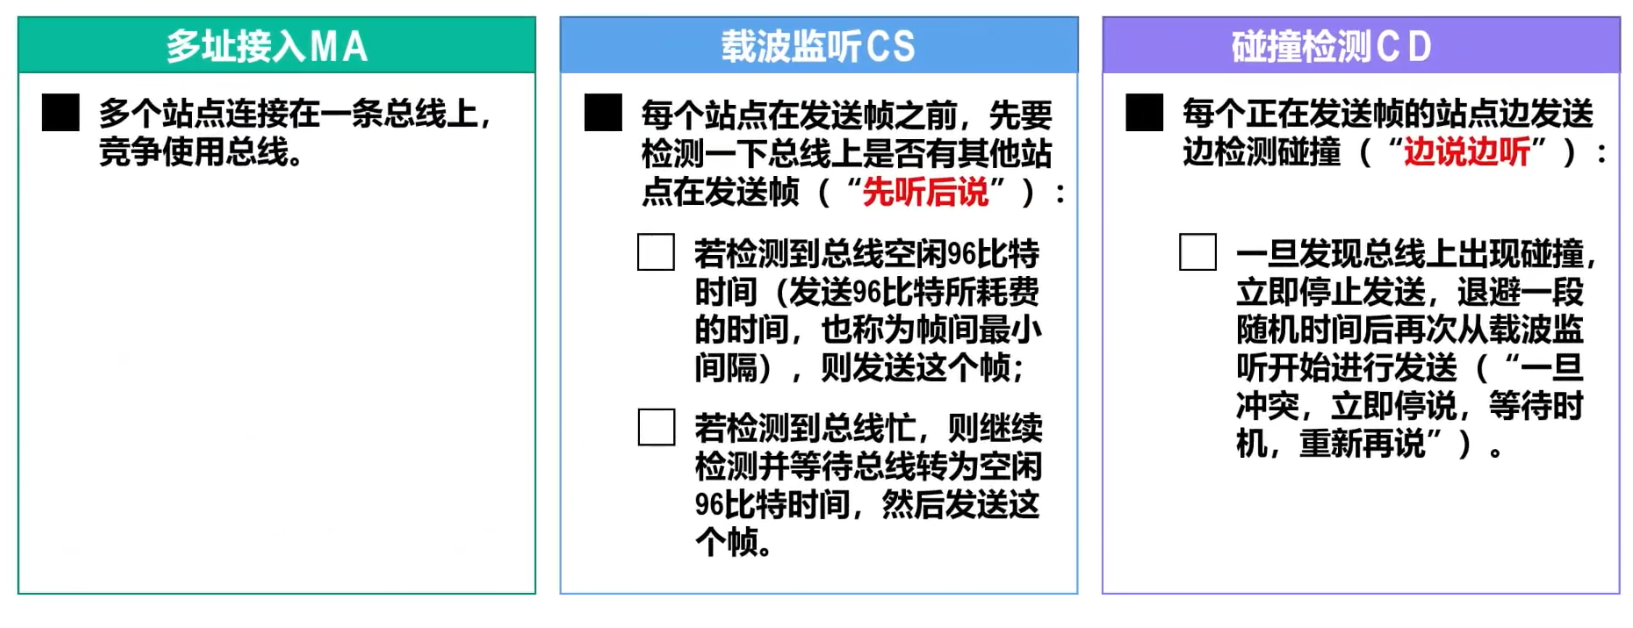 多址接入MA
多个站点连接在一条总线上，
竞争使用总线。
载波监听CS
每个站点在发送帧之前，先要
检测一下总线上是否有其他站
点在发送帧（“先听后说”）：
若检测到总线空闲96比特
时间（发送96比特所耗费
的时间，也称为帧间最小
间隔），则发送这个帧；
若检测到总线忙，则继续
检测并等待总线转为空闲
96比特时间，然后发送这
个帧。
碰撞检测CD
每个正在发送帧的站点边发送
边检测碰撞（“边说边听”）：
一旦发现总线上出现碰撞，
立即停止发送，退避一段
随机时间后再次从载波监
听开始进行发送（“一旦
冲突，立即停说，等待时
机，重新再说”）。